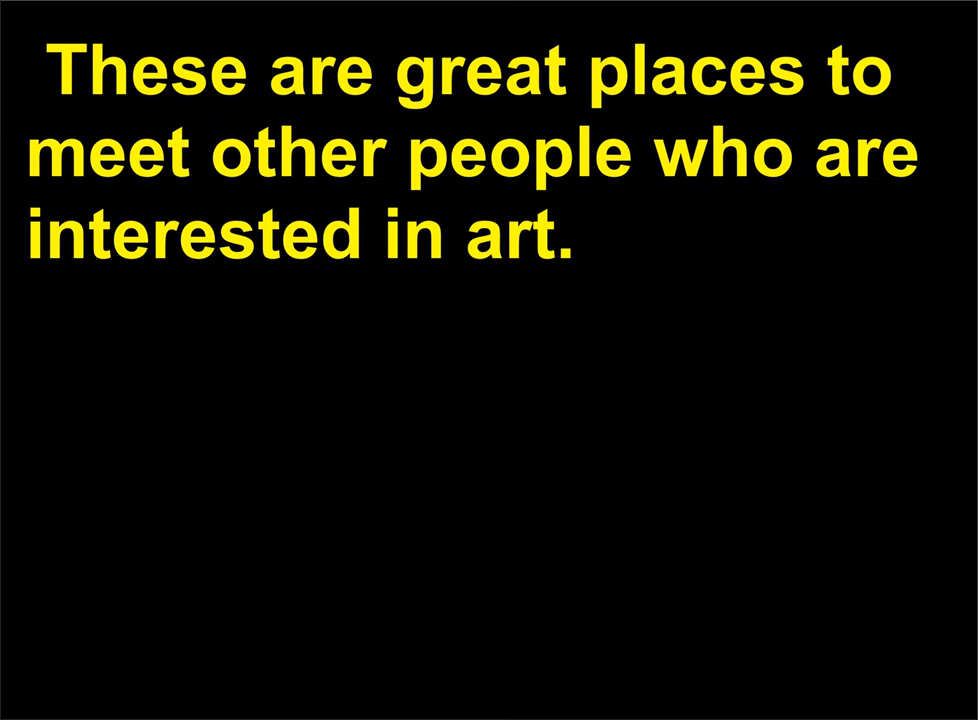 These are great places to
meet other people who are
interested in art.